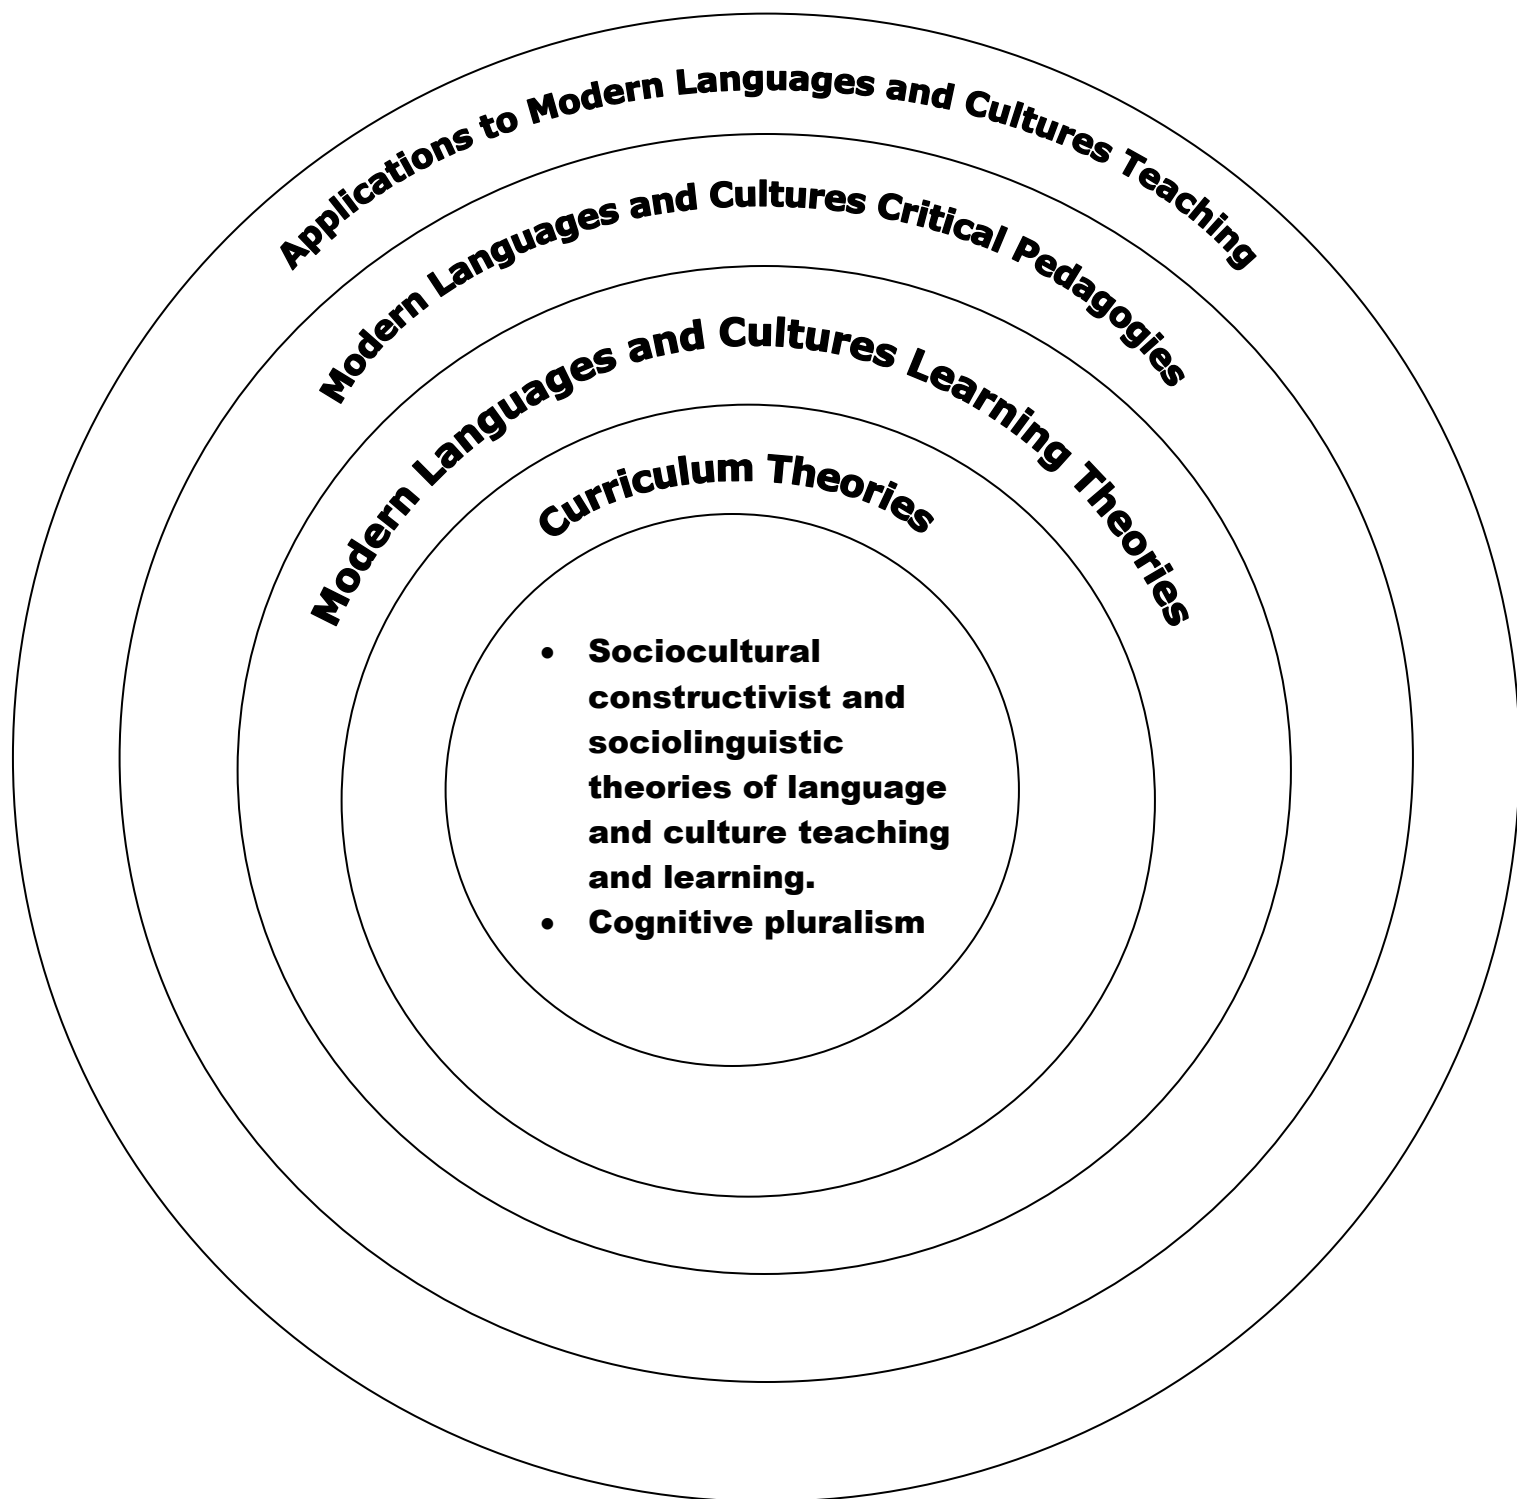 Applications to Modern Languages and Cultures Teaching
Modern Languages and Cultures Critical Pedagogies
Modern Languages and Cultures Learning Theories
Curriculum Theories
• Sociocultural
constructivist and
sociolinguistic
theories of language
and culture teaching
and learning.
• Cognitive pluralism